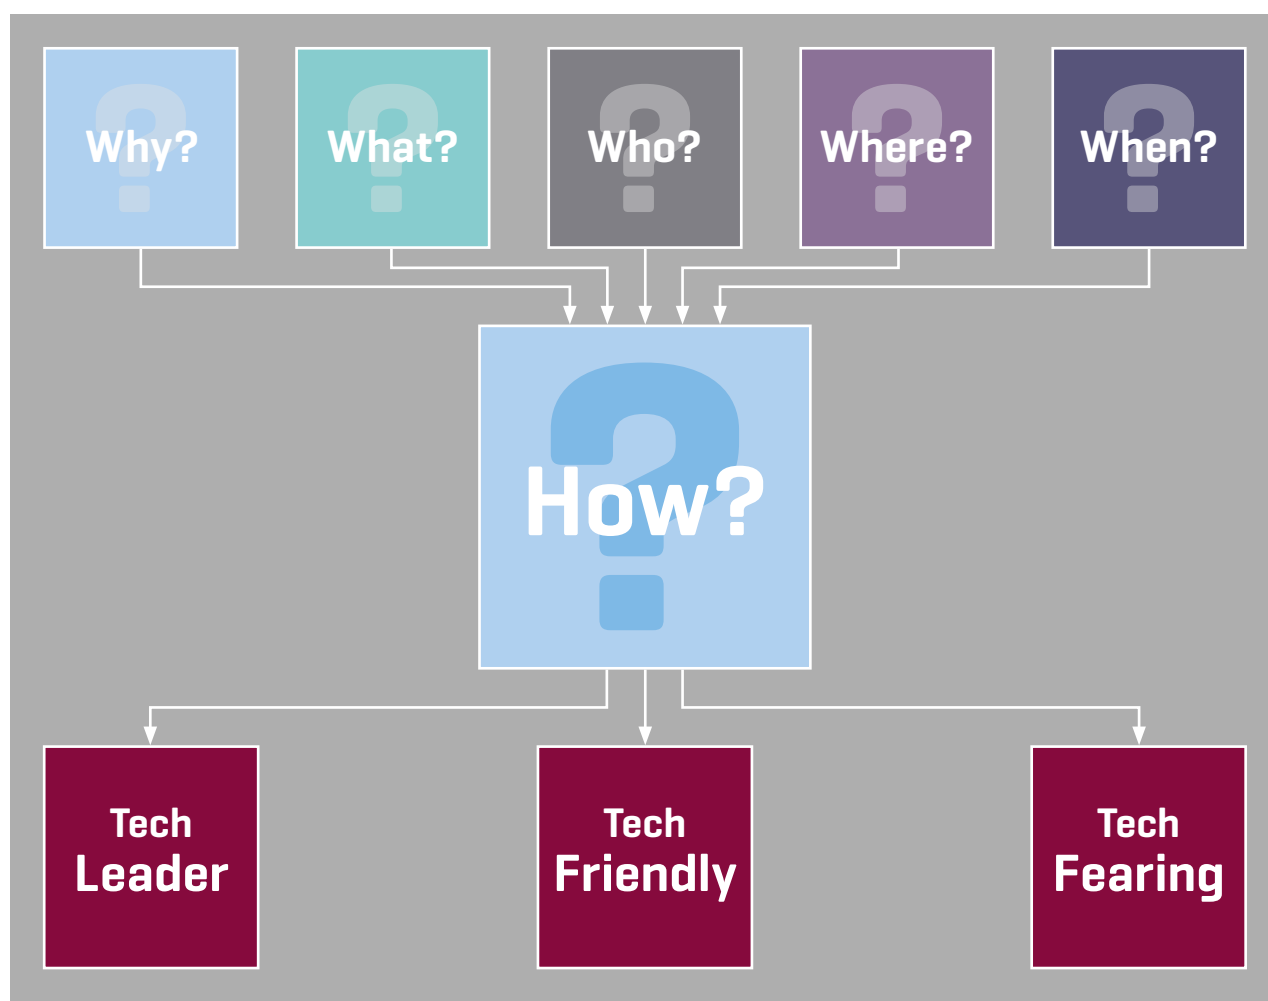 Why?
What?
Who?
Where?
When?
How?
Tech
Leader
Tech
Friendly
Tech
Fearing